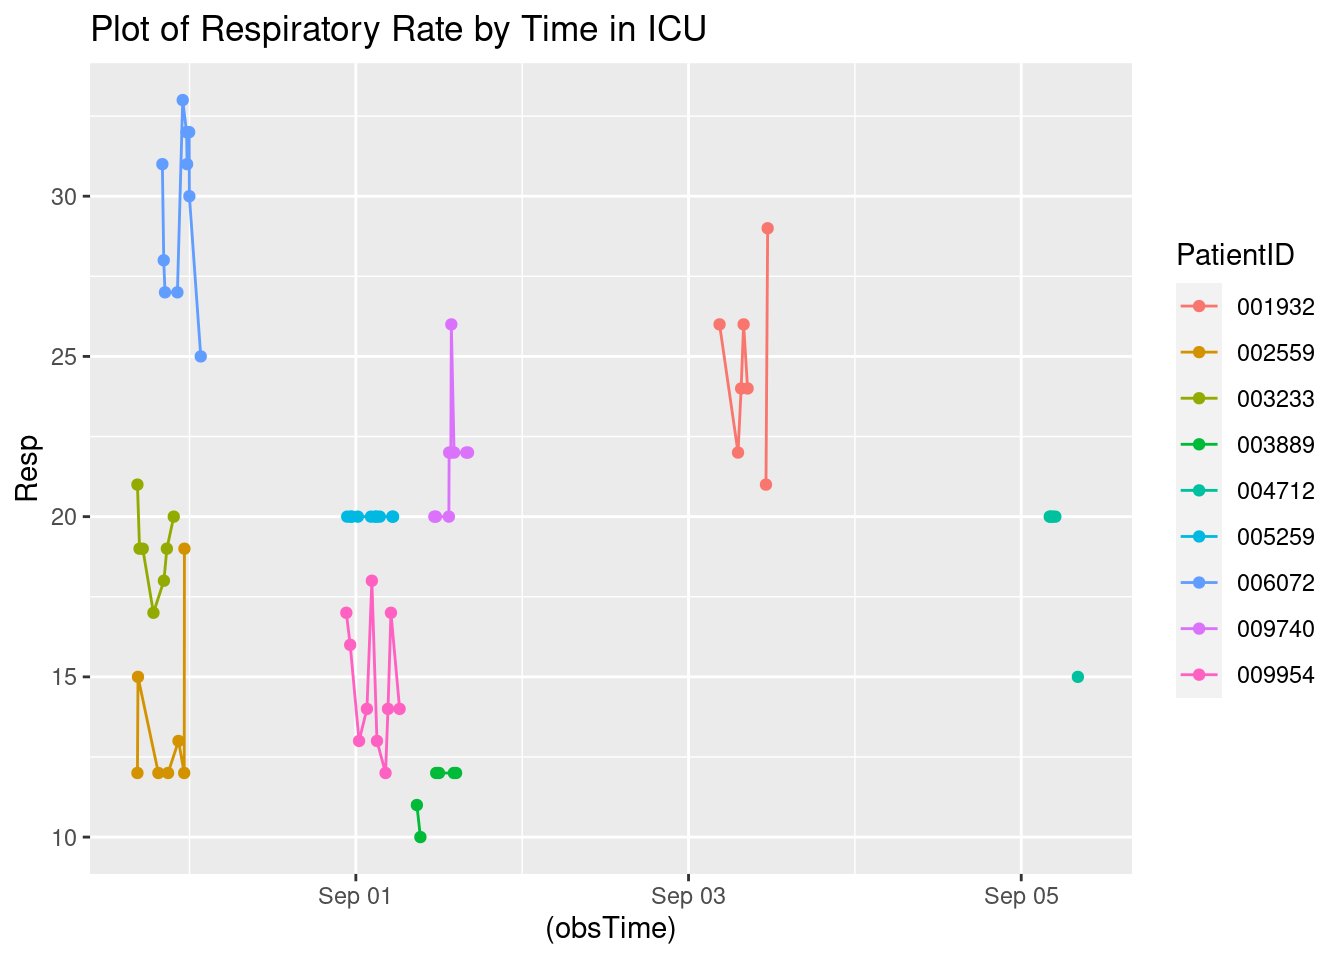 Plot of Respiratory Rate by Time in ICU
Resp
30
25
20
15
10
Sep 01
Sep 03
Sep 05
(obsTime)
PatientID
001932
002559
003233
003889
004712
005259
006072
009740
009954